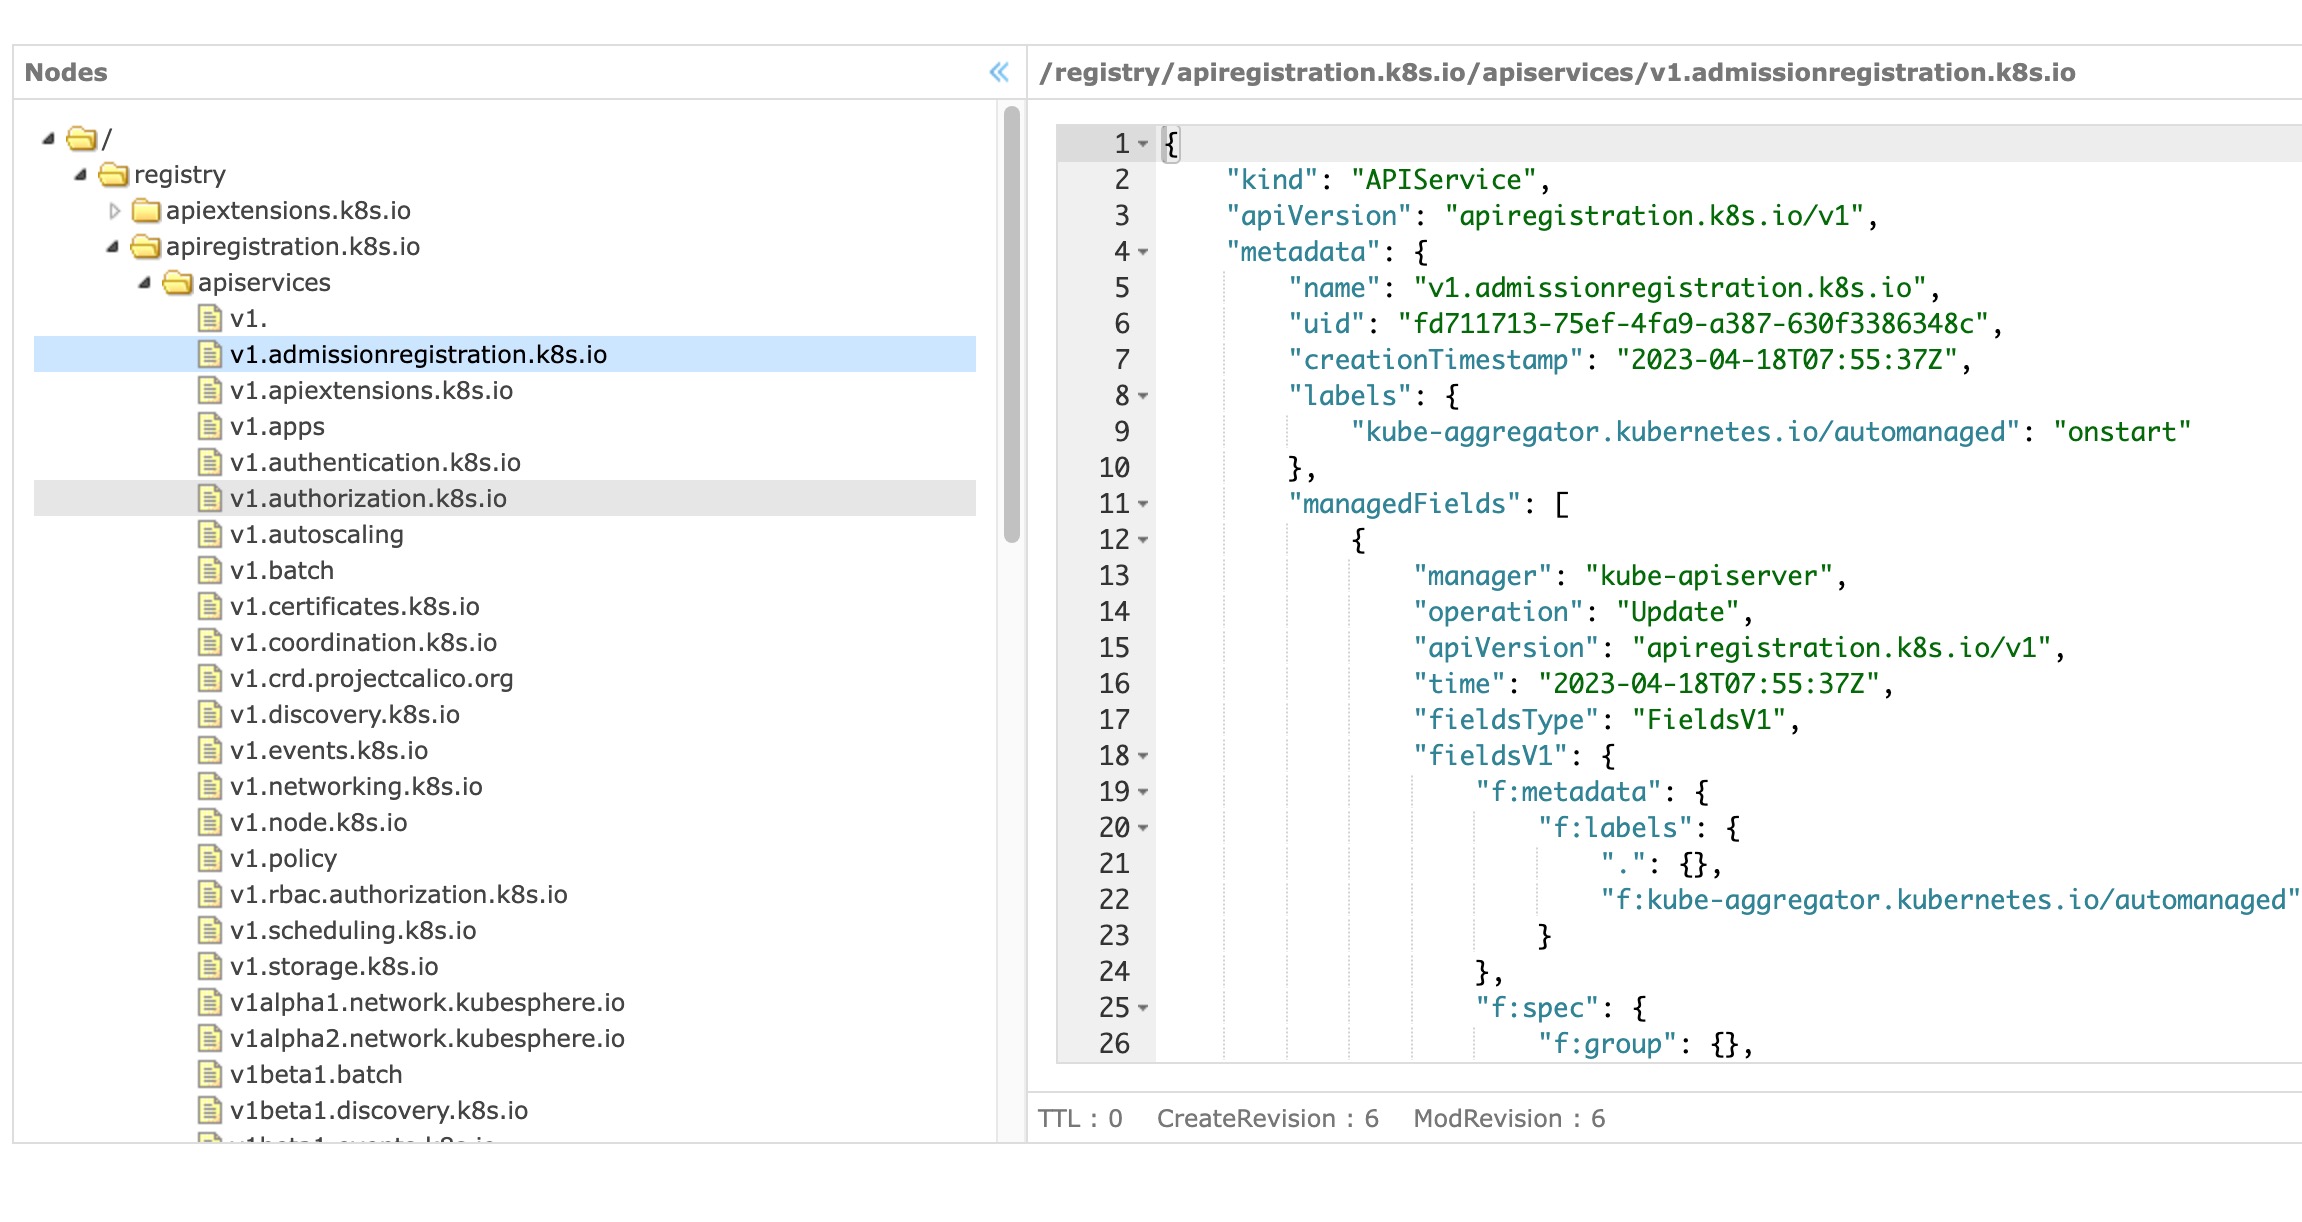 Nodes
/
registry
apiextensions.k8s.io
apiregistration.k8s.io
apiservices
v1.
v1.admissionregistration.k8s.io
v1.apiextensions.k8s.io
v1.apps
v1.authentication.k8s.io
v1.authorization.k8s.io
v1.autoscaling
v1.batch
v1.certificates.k8s.io
v1.coordination.k8s.io
v1.crd.projectcalico.org
v1.discovery.k8s.io
v1.events.k8s.io
v1.networking.k8s.io
v1.node.k8s.io
v1.policy
v1.rbac.authorization.k8s.io
v1.scheduling.k8s.io
v1.storage.k8s.io
v1alpha1.network.kubesphere.io
v1alpha2.network.kubesphere.io
v1beta1.batch
v1beta1.discovery.k8s.io
/registry/apiregistration.k8s.io/apiservices/v1.admissionregistration.k8s.io
1 {
2 "kind": "APIService",
3 "apiVersion": "apiregistration.k8s.io/v1",
4 "metadata": {
5 "name": "v1.admissionregistration.k8s.io",
6 "uid": "fd711713-75ef-4fa9-a387-630f3386348c",
7 "creationTimestamp": "2023-04-18T07:55:37Z",
8 "labels": {
9 "kube-aggregator.kubernetes.io/automanaged": "onstart"
10 },
11 "managedFields": [
12 {
13 "manager": "kube-apiserver",
14 "operation": "Update",
15 "apiVersion": "apiregistration.k8s.io/v1",
16 "time": "2023-04-18T07:55:37Z",
17 "fieldsType": "FieldsV1",
18 "fieldsV1": {
19 "f:metadata": {
20 "f:labels": {
21 ".": {},
22 "f:kube-aggregator.kubernetes.io/automanaged"
23 }
24 },
25 "f:spec": {
26 "f:group": {},
TTL : 0 CreateRevision : 6 ModRevision : 6